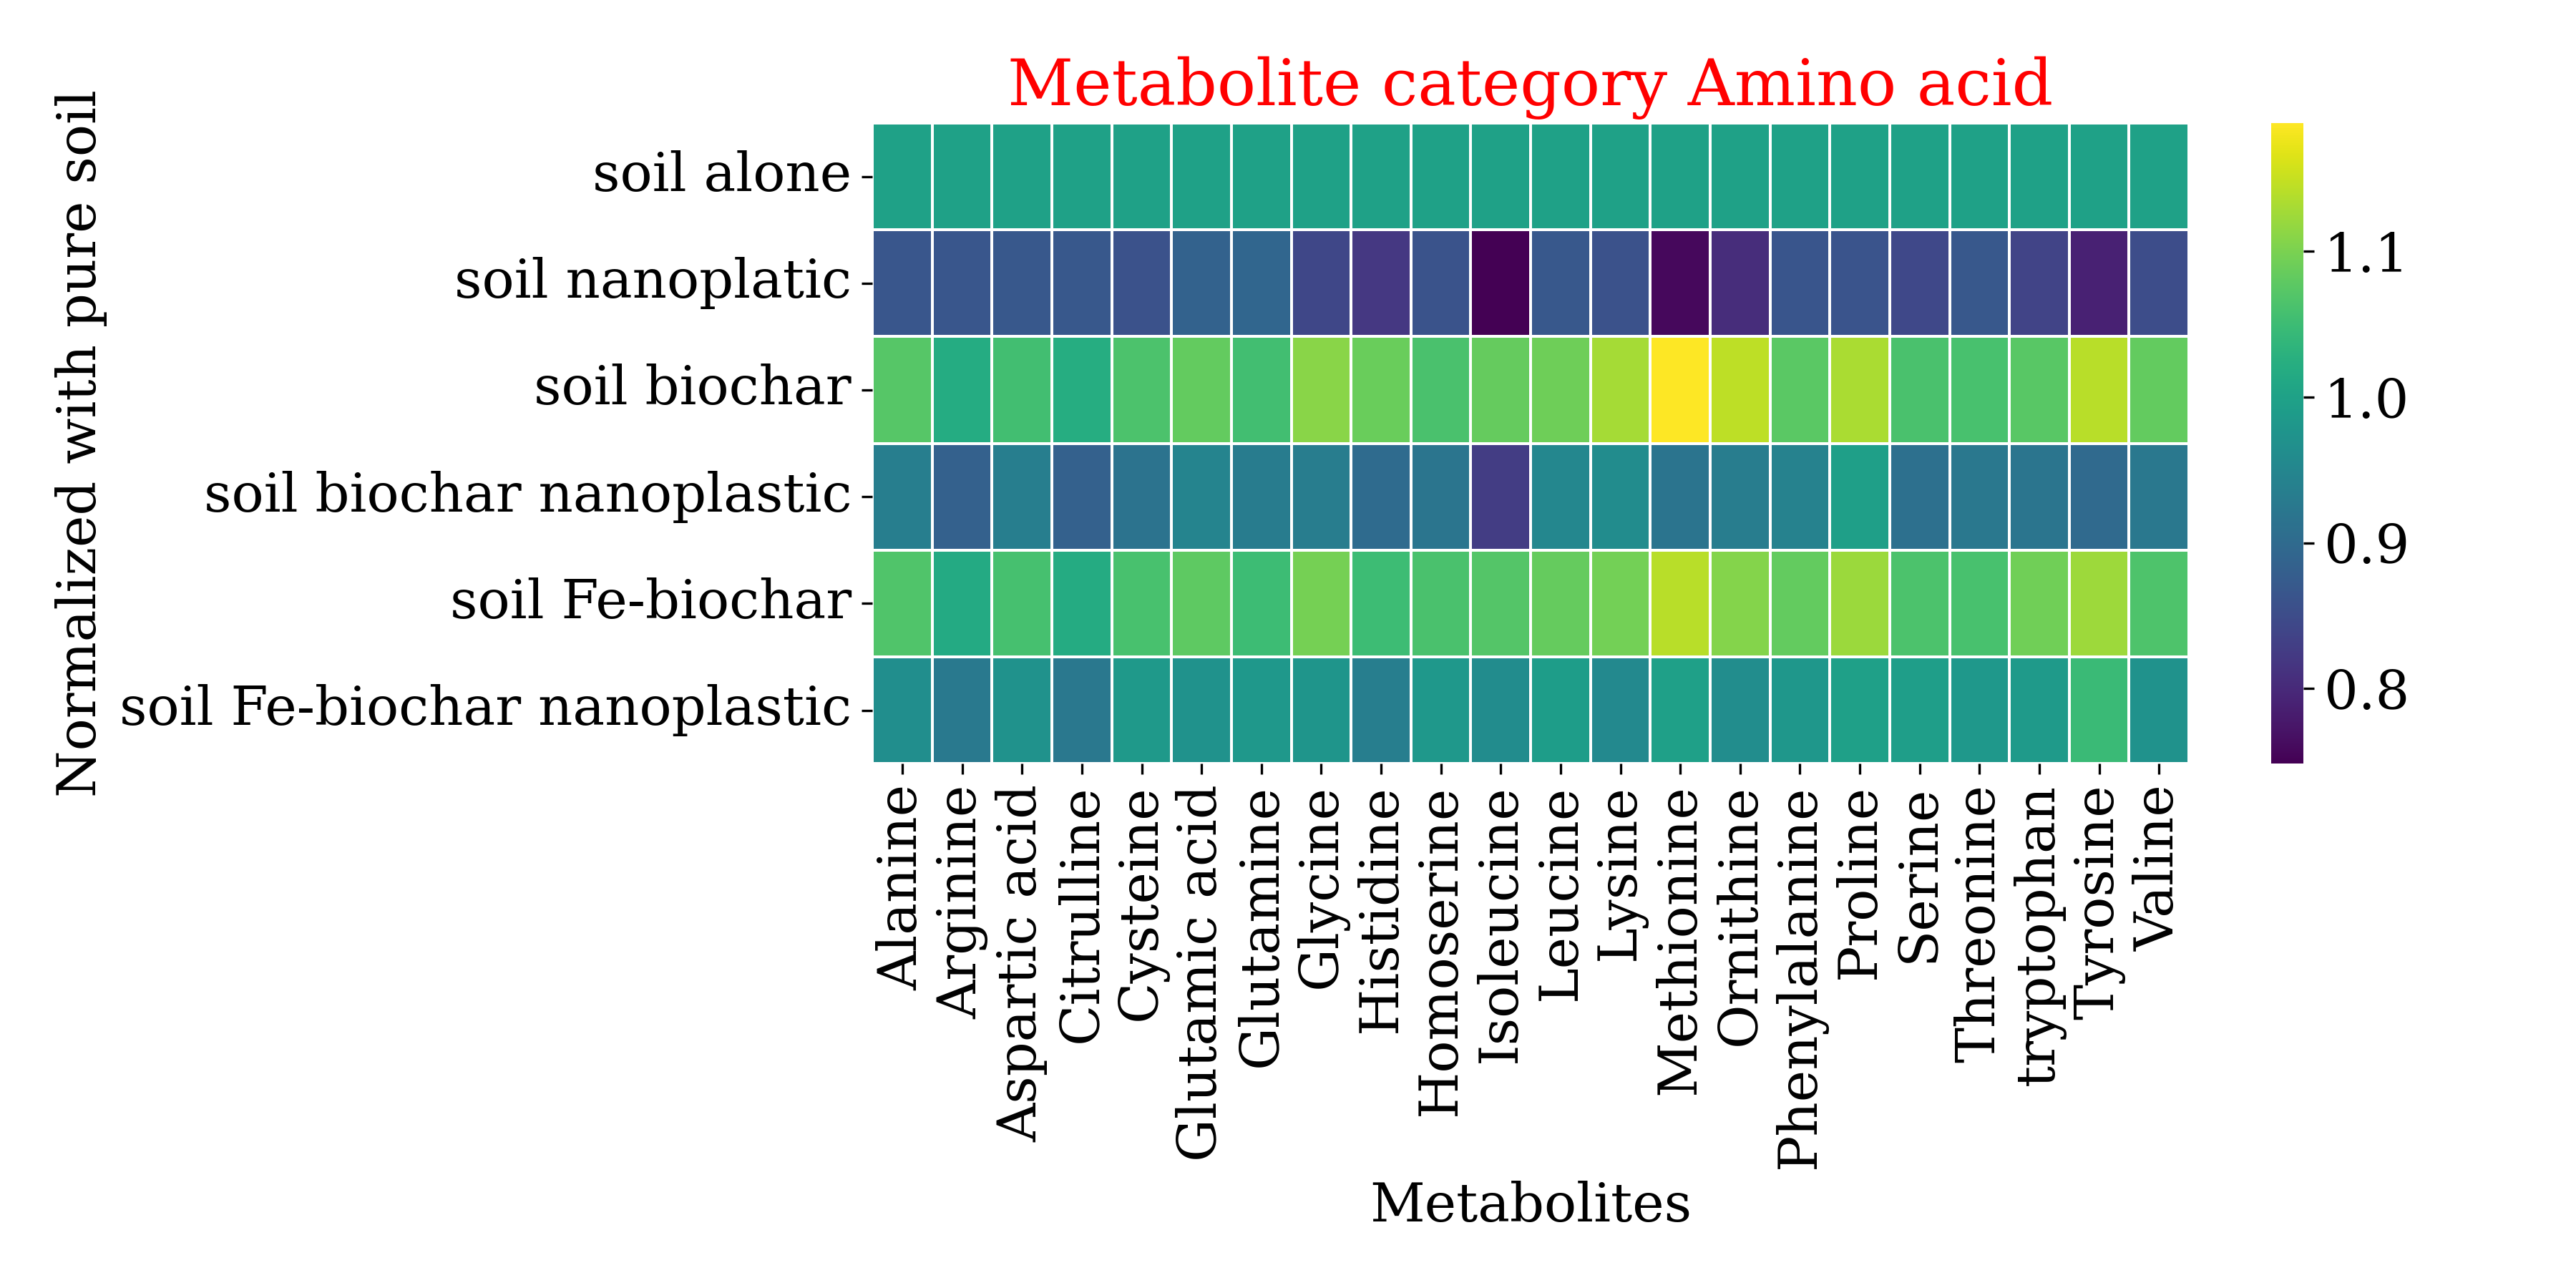 Metabolite category Amino acid
Normalized with pure soil
soil alone
soil nanoplatic
soil biochar
soil biochar nanoplastic
soil Fe-biochar
soil Fe-biochar nanoplastic
1.1
1.0
0.9
0.8
Alanine
Arginine
Aspartic acid
Citrulline
Cysteine
Glutamic acid
Glutamine
Glycine
Histidine
Homoserine
Isoleucine
Leucine
Lysine
Methionine
Ornithine
Phenylalanine
Proline
Serine
Threonine
tryptophan
Tyrosine
Valine
Metabolites